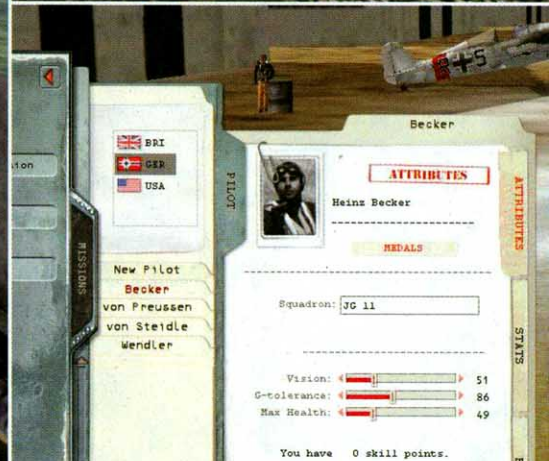 Becker
BRI
GER
USA
PILOT
ATTRIBUTES
ATTRIBUTES
Heinz Becker
MEDALS
MISSIONS
New Pilot
Becker
von Preussen
von Steidle
Wendler
Squadron: JG 11
STATS
Vision: 51
G-tolerance: 86
Max Health: 49
You have 0 skill points.